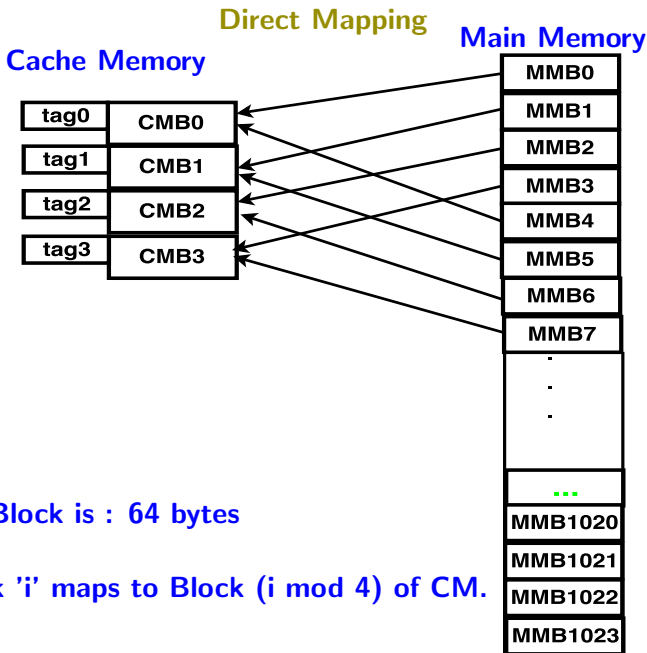 Direct Mapping
Cache Memory
Main Memory
tag0 CMB0
tag1 CMB1
tag2 CMB2
tag3 CMB3
MMB0
MMB1
MMB2
MMB3
MMB4
MMB5
MMB6
MMB7
.
.
.
...
MMB1020
MMB1021
MMB1022
MMB1023
Block is : 64 bytes
'i' maps to Block (i mod 4) of CM.